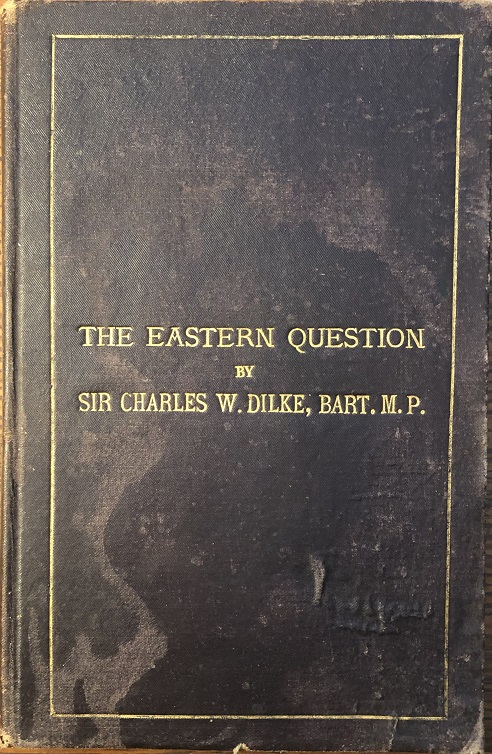 THE EASTERN QUESTION
BY
SIR CHARLES W. DILKE, BART. M. P.